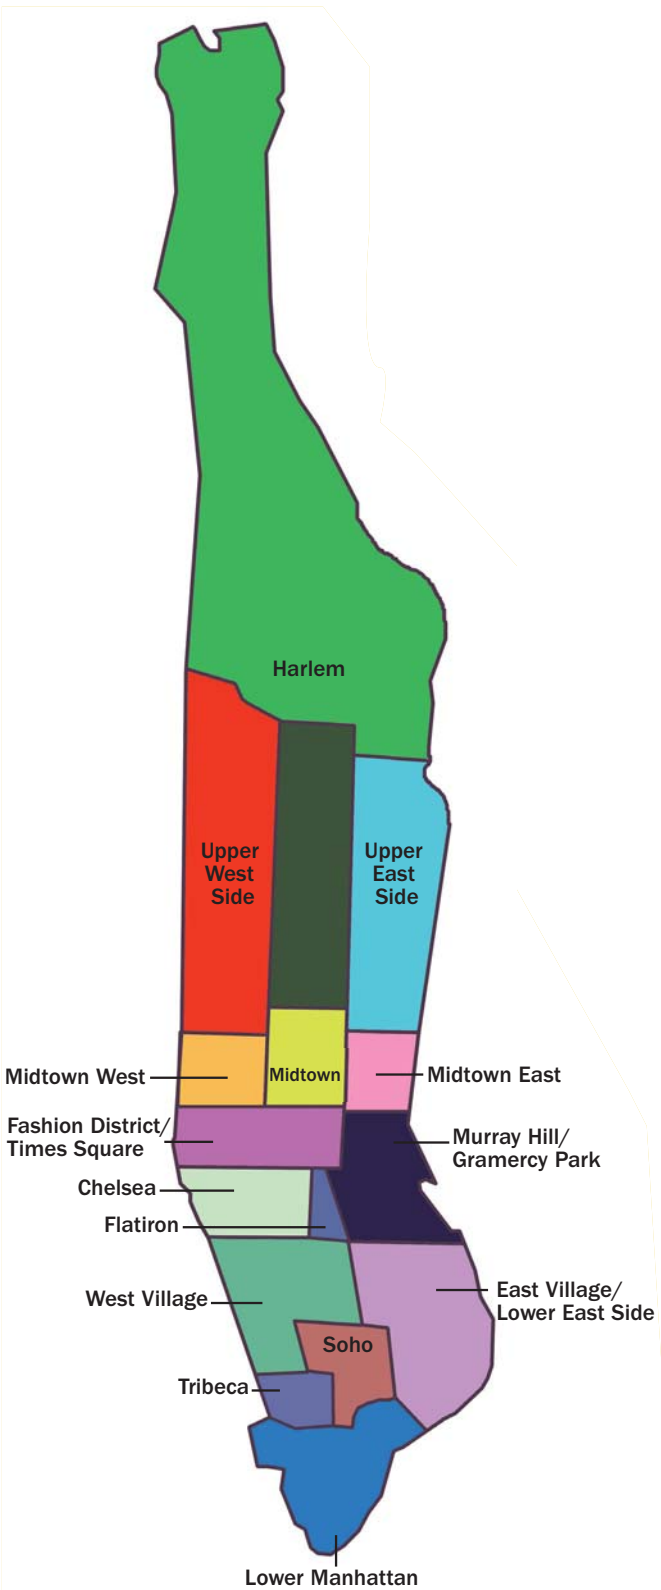 Harlem
Upper
West
Side
Upper
East
Side
Midtown West
Midtown
Midtown East
Fashion District/
Times Square
Murray Hill/
Gramercy Park
Chelsea
Flatiron
West Village
East Village/
Lower East Side
Soho
Tribeca
Lower Manhattan